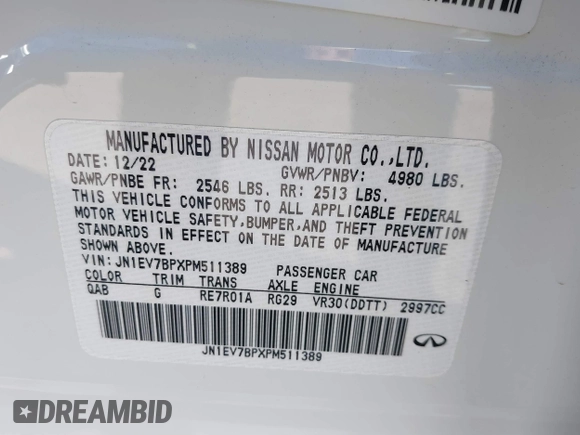 MANUFACTURED BY NISSAN MOTOR CO.,LTD.
DATE: 12/22 GVWR/PNBV: 4980 LBS.
GAWR/PNBE FR: 2546 LBS. RR: 2513 LBS.
THIS VEHICLE CONFORMS TO ALL APPLICABLE FEDERAL
MOTOR VEHICLE SAFETY,BUMPER,AND THEFT PREVENTION
STANDARDS IN EFFECT ON THE DATE OF MANUFACTURE
SHOWN ABOVE.
VIN: JN1EV7BPXPM511389 PASSENGER CAR
COLOR TRIM TRANS AXLE ENGINE
QAB G RE7R01A RG29 VR30(DDTT) 2997CC
JN1EV7BPXPM511389
DREAMBID